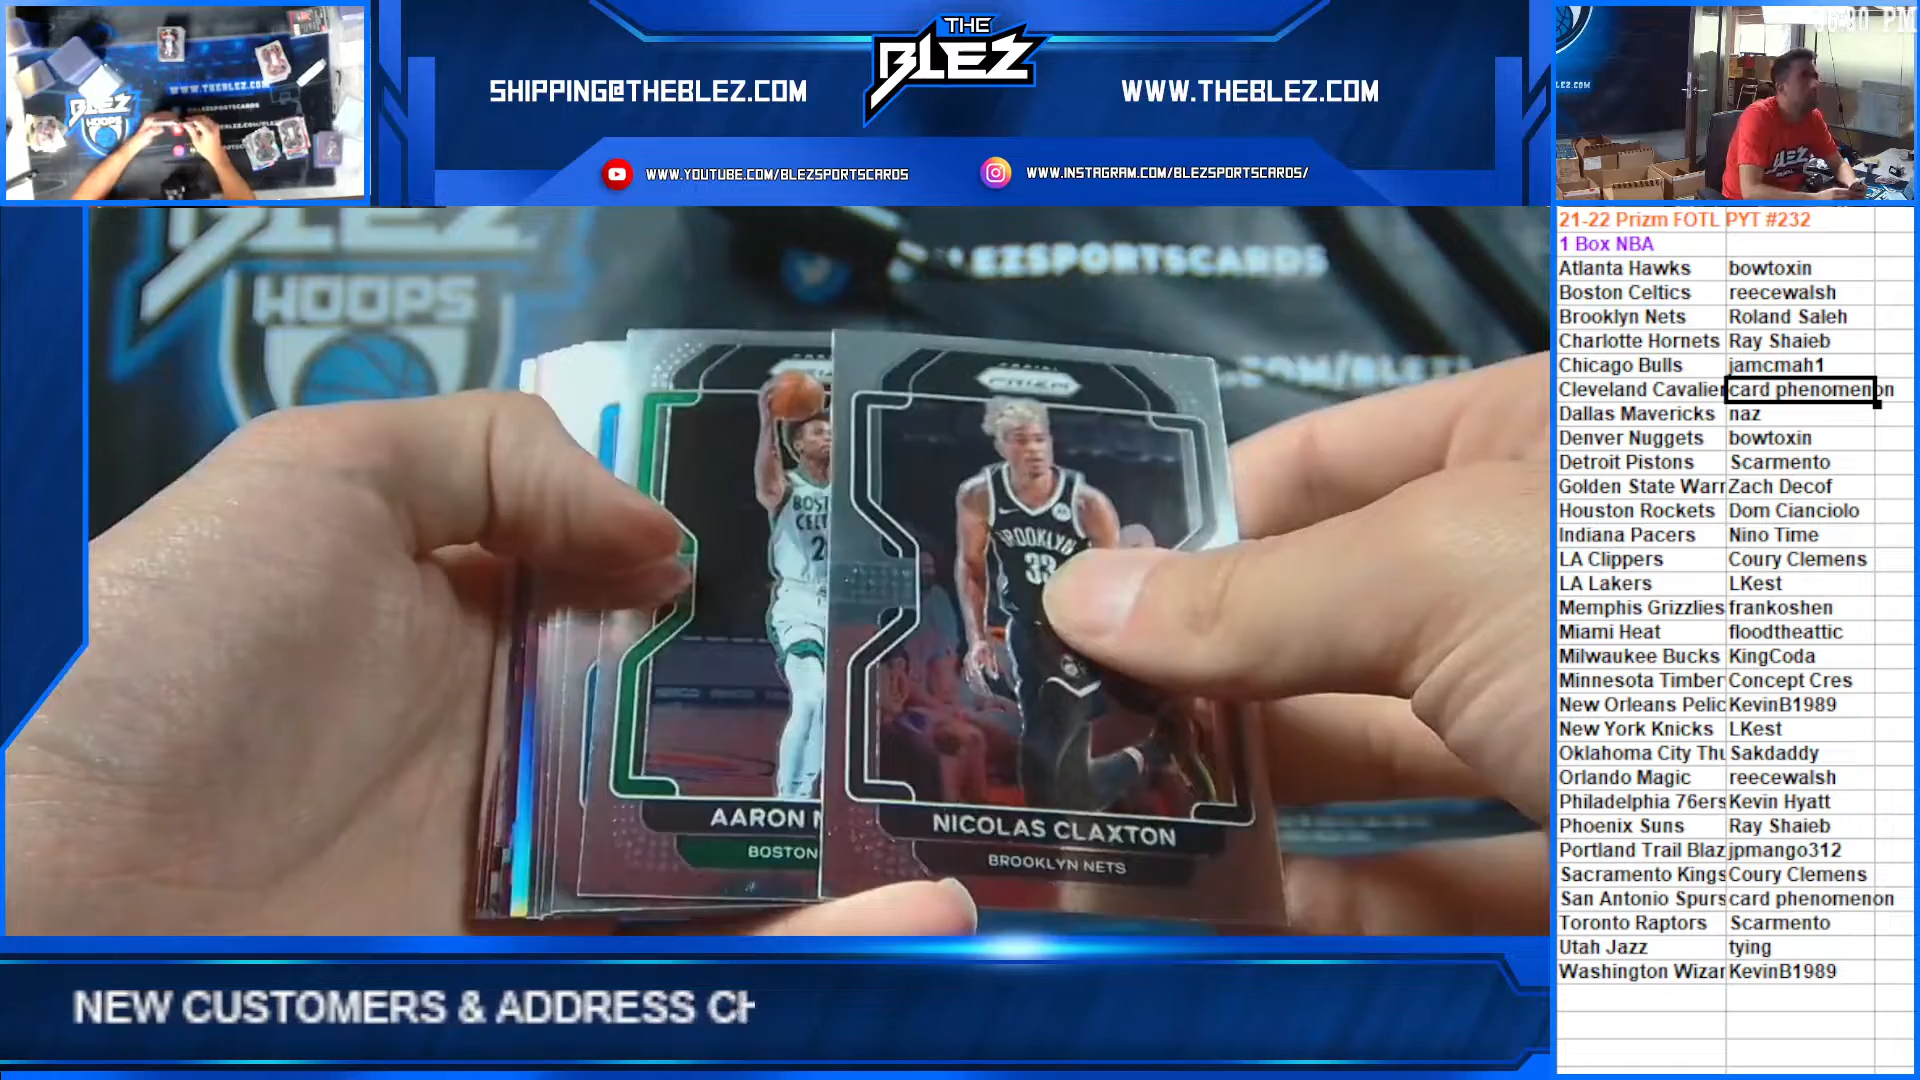 THE
BLEZ
SHIPPING@THEBLEZ.COM
WWW.THEBLEZ.COM
WWW.YOUTUBE.COM/BLEZSPORTSCARDS
WWW.INSTAGRAM.COM/BLEZSPORTSCARDS/
BLEZ
HOOPS
EZSPORTSCARDS
.COM/BLEZ
PRIZM
BROOKLYN
33
AARON
BOSTON
NICOLAS CLAXTON
BROOKLYN NETS
NEW CUSTOMERS & ADDRESS CH
21-22 Prizm FOTL PYT #232
1 Box NBA
Atlanta Hawks bowtoxin
Boston Celtics reecewalsh
Brooklyn Nets Roland Saleh
Charlotte Hornets Ray Shaieb
Chicago Bulls jamcmah1
Cleveland Cavalier card phenomenon
Dallas Mavericks naz
Denver Nuggets bowtoxin
Detroit Pistons Scarmento
Golden State Warr Zach Decof
Houston Rockets Dom Cianciolo
Indiana Pacers Nino Time
LA Clippers Coury Clemens
LA Lakers LKest
Memphis Grizzlies frankoshen
Miami Heat floodtheattic
Milwaukee Bucks KingCoda
Minnesota Timber Concept Cres
New Orleans Pelic KevinB1989
New York Knicks LKest
Oklahoma City Thu Sakdaddy
Orlando Magic reecewalsh
Philadelphia 76ers Kevin Hyatt
Phoenix Suns Ray Shaieb
Portland Trail Blaz jpmango312
Sacramento Kings Coury Clemens
San Antonio Spurs card phenomenon
Toronto Raptors Scarmento
Utah Jazz tying
Washington Wizar KevinB1989